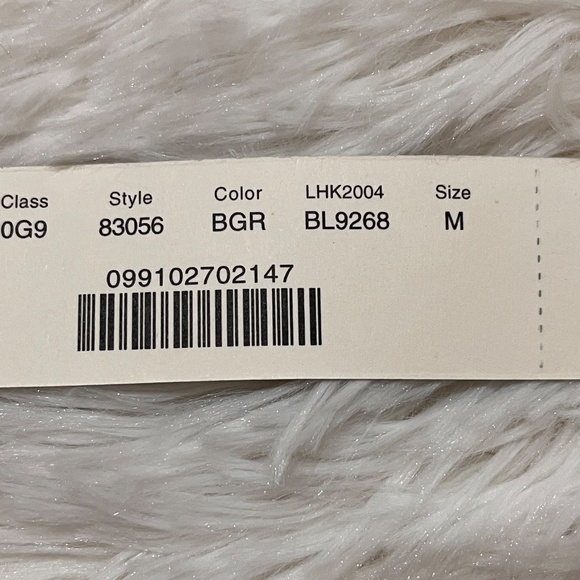 Class Style Color LHK2004 Size
0G9 83056 BGR BL9268 M
099102702147